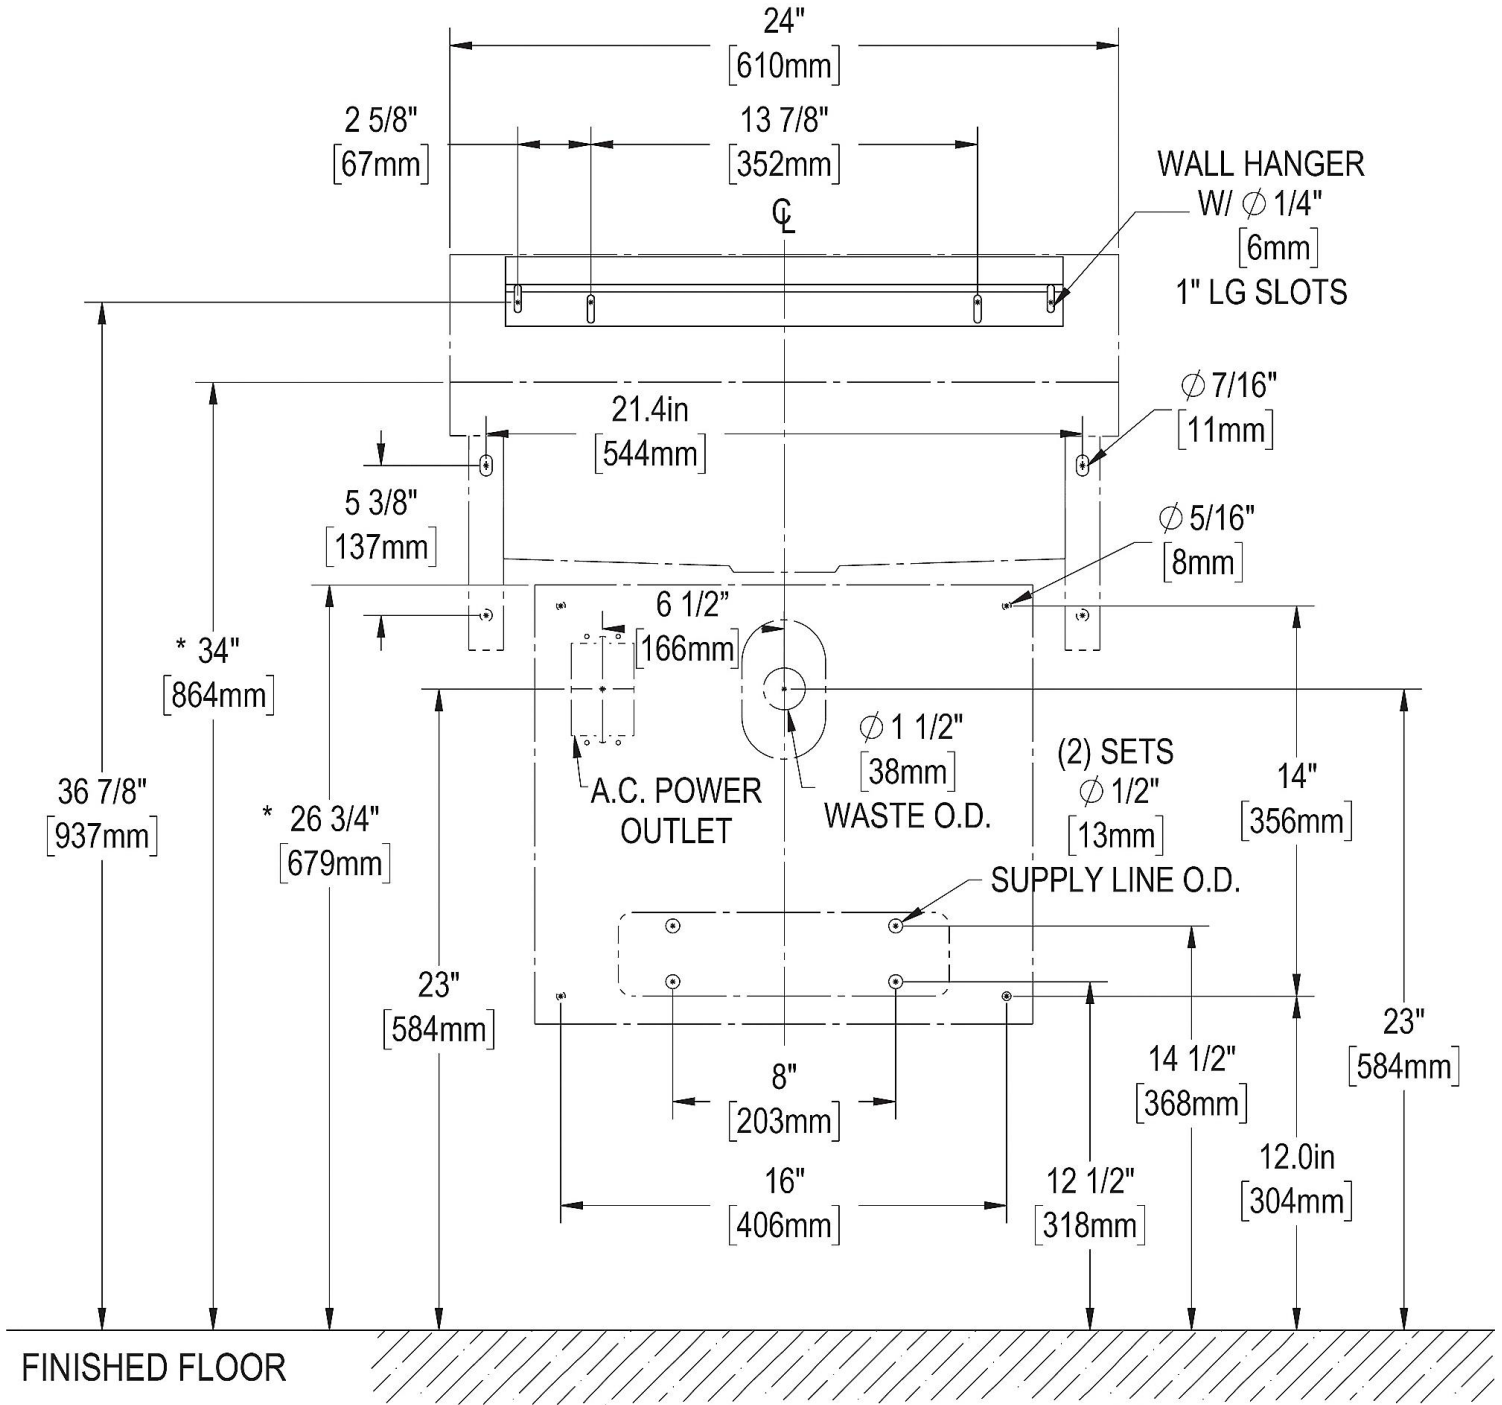 24"
[610mm]
2 5/8"
[67mm]
13 7/8"
[352mm]
℄
WALL HANGER
W/ ∅ 1/4"
[6mm]
1" LG SLOTS
21.4in
[544mm]
∅ 7/16"
[11mm]
5 3/8"
[137mm]
∅ 5/16"
[8mm]
6 1/2"
[166mm]
* 34"
[864mm]
∅ 1 1/2"
[38mm]
WASTE O.D.
A.C. POWER
OUTLET
(2) SETS
∅ 1/2"
[13mm]
SUPPLY LINE O.D.
14"
[356mm]
36 7/8"
[937mm]
* 26 3/4"
[679mm]
23"
[584mm]
23"
[584mm]
14 1/2"
[368mm]
8"
[203mm]
12.0in
[304mm]
16"
[406mm]
12 1/2"
[318mm]
FINISHED FLOOR